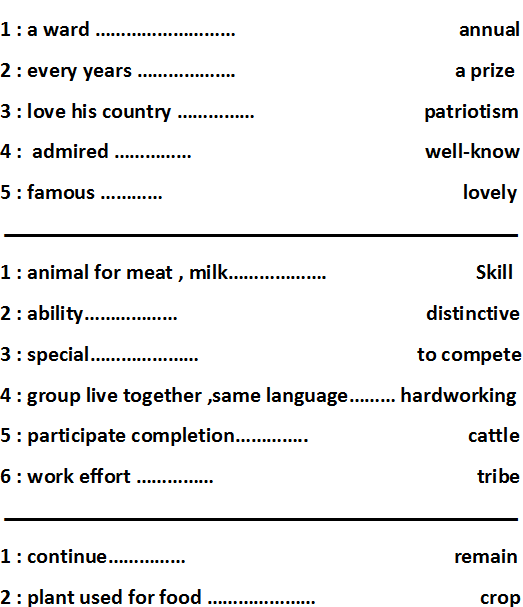 1 : a ward ........................... annual
2 : every years ................... a prize
3 : love his country ............... patriotism
4 : admired ............... well-know
5 : famous ............ lovely
1 : animal for meat , milk................... Skill
2 : ability.................. distinctive
3 : special..................... to compete
4 : group live together ,same language......... hardworking
5 : participate completion.............. cattle
6 : work effort ............... tribe
1 : continue............... remain
2 : plant used for food ..................... crop